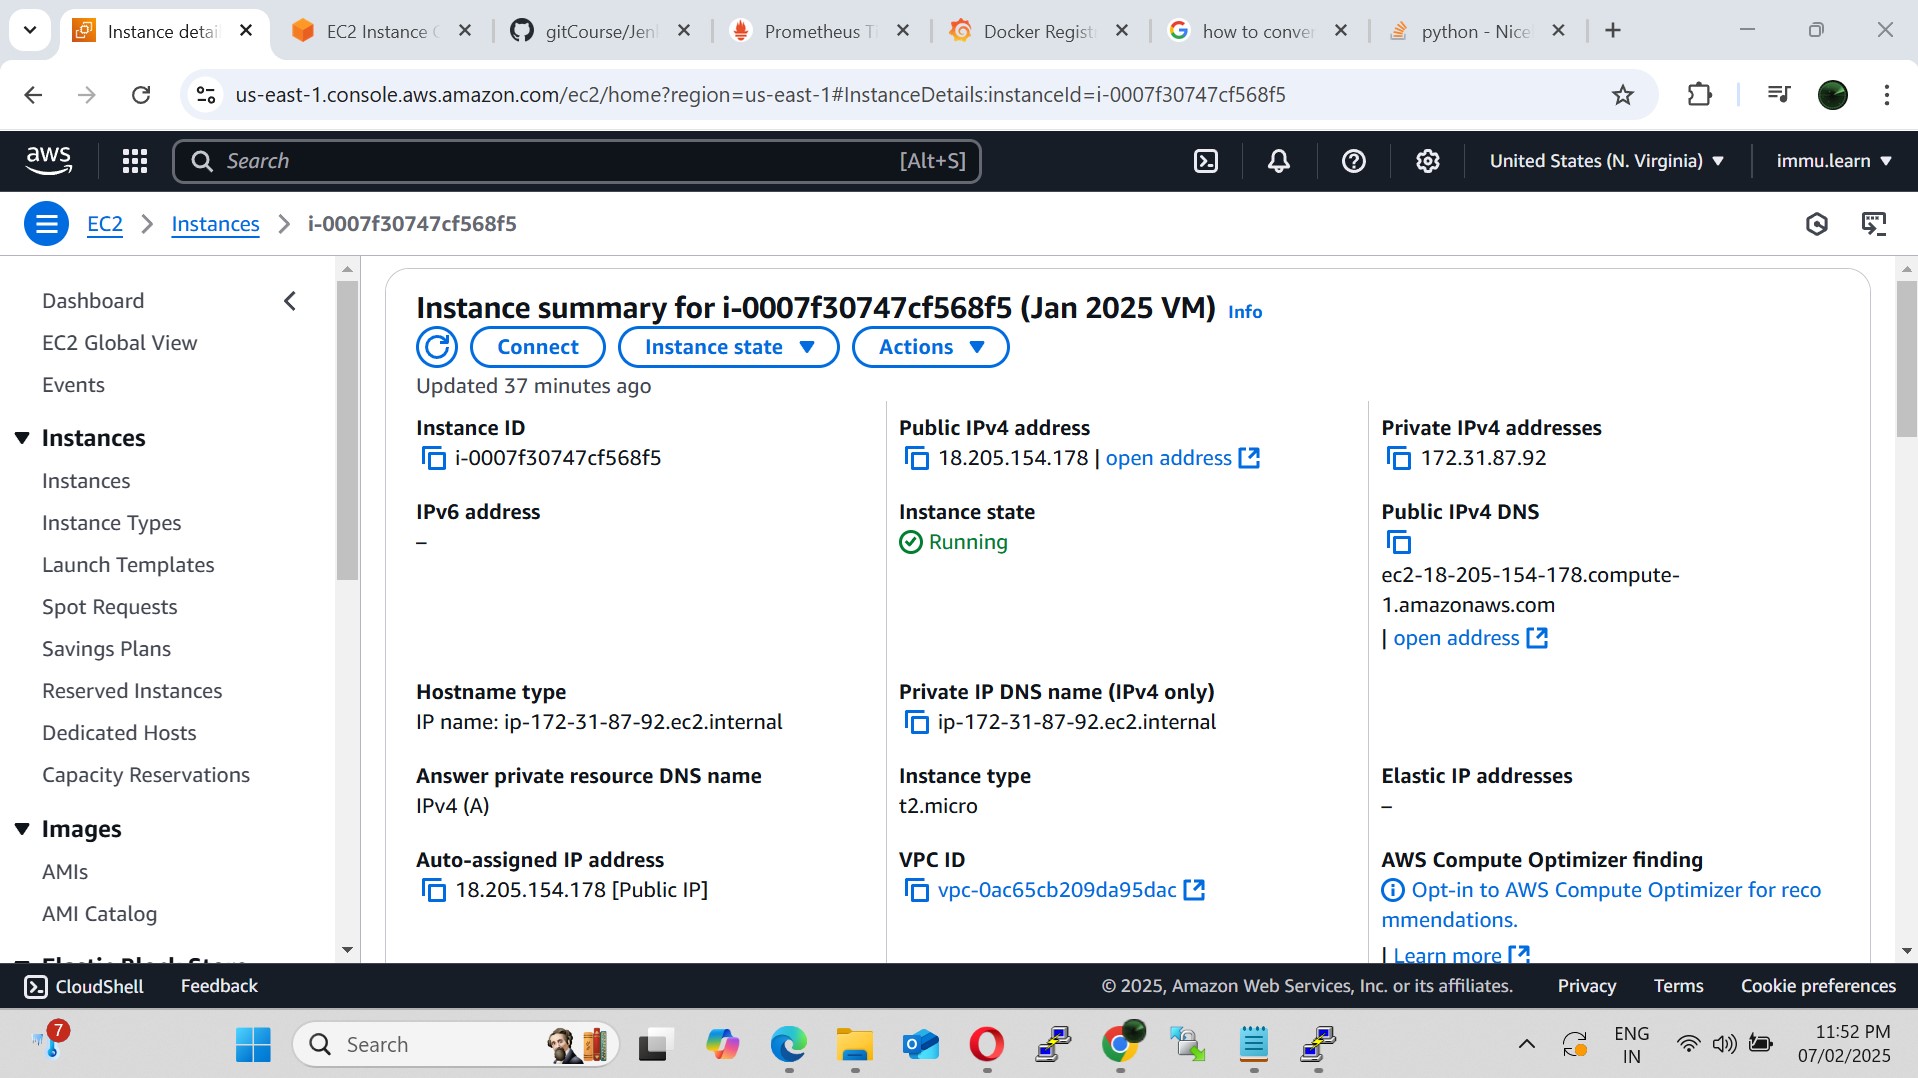 Instance detai
EC2 Instance C
gitCourse/Jen
Prometheus Ti
Docker Registr
how to conver
python - Nicel
us-east-1.console.aws.amazon.com/ec2/home?region=us-east-1#InstanceDetails:instanceId=i-0007f30747cf568f5
aws
Search
[Alt+S]
United States (N. Virginia)
immu.learn
EC2
Instances
i-0007f30747cf568f5
Dashboard
EC2 Global View
Events
Instances
Instances
Instance Types
Launch Templates
Spot Requests
Savings Plans
Reserved Instances
Dedicated Hosts
Capacity Reservations
Images
AMIs
AMI Catalog
Elastic Block Store
Instance summary for i-0007f30747cf568f5 (Jan 2025 VM) Info
Connect
Instance state
Actions
Updated 37 minutes ago
Instance ID
i-0007f30747cf568f5
Public IPv4 address
18.205.154.178 | open address
Private IPv4 addresses
172.31.87.92
IPv6 address
–
Instance state
Running
Public IPv4 DNS
ec2-18-205-154-178.compute-
1.amazonaws.com
| open address
Hostname type
IP name: ip-172-31-87-92.ec2.internal
Private IP DNS name (IPv4 only)
ip-172-31-87-92.ec2.internal
Answer private resource DNS name
IPv4 (A)
Instance type
t2.micro
Elastic IP addresses
–
Auto-assigned IP address
18.205.154.178 [Public IP]
VPC ID
vpc-0ac65cb209da95dac
AWS Compute Optimizer finding
Opt-in to AWS Compute Optimizer for reco
mmendations.
| Learn more
CloudShell
Feedback
© 2025, Amazon Web Services, Inc. or its affiliates.
Privacy
Terms
Cookie preferences
7
Search
ENG
IN
11:52 PM
07/02/2025